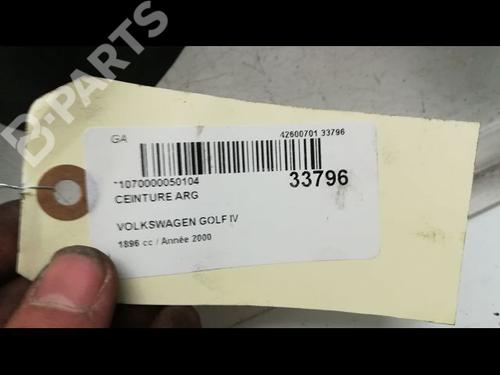 B-PARTS
GA
42600701 33796
*1070000050104
33796
CEINTURE ARG
VOLKSWAGEN GOLF IV
1896 cc / Année 2000